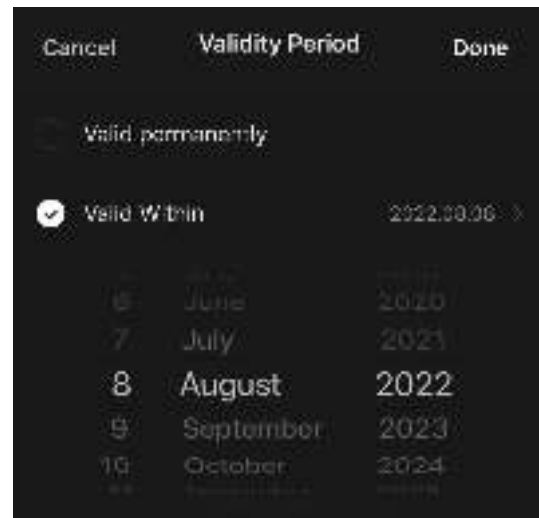 Cancel Validity Period Done
Valid permanently
Valid Within 2022.08.08 >
6 June 2020
7 July 2021
8 August 2022
9 September 2023
10 October 2024